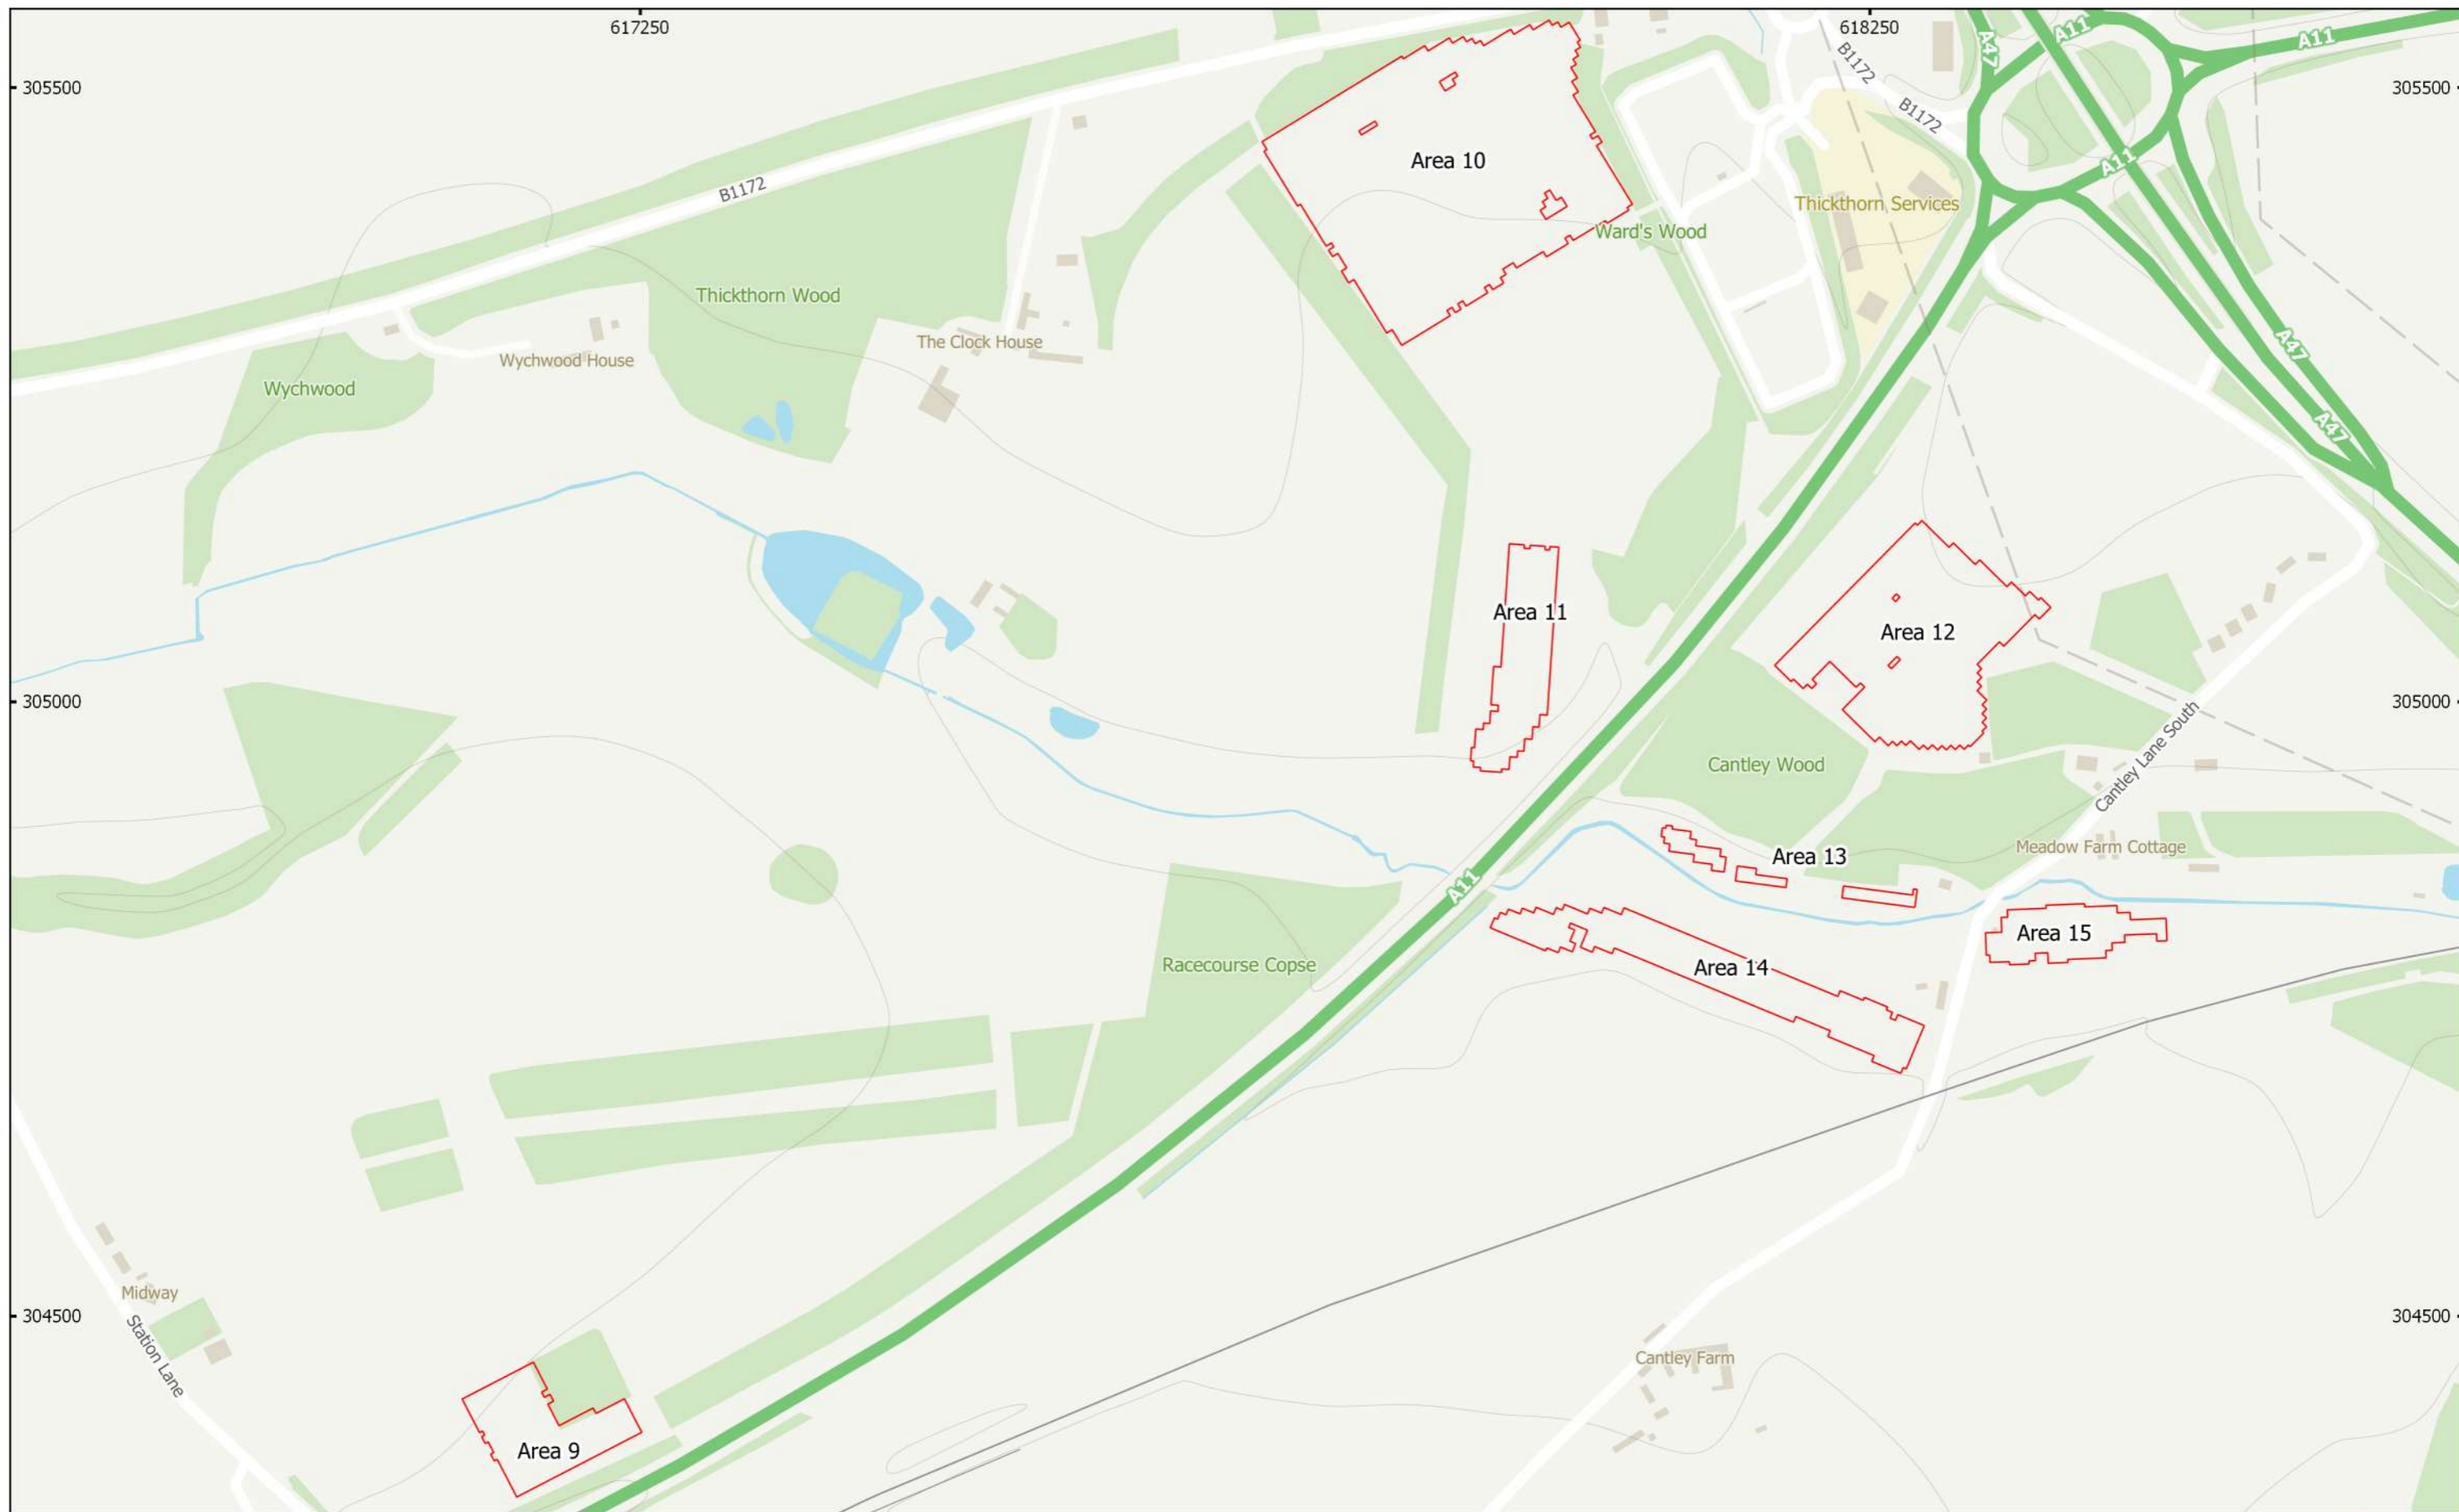 617250
618250
305500
305500
A47
A11
A11
B1172
B1172
A11
B1172
Area 10
Thickthorn Services
Ward's Wood
Thickthorn Wood
The Clock House
Wychwood House
Wychwood
A47
A47
Area 11
Area 12
305000
305000
Cantley Wood
Cantley Lane South
Area 13
Meadow Farm Cottage
A11
Area 15
Racecourse Copse
Area 14
Midway
304500
304500
Station Lane
Cantley Farm
Area 9